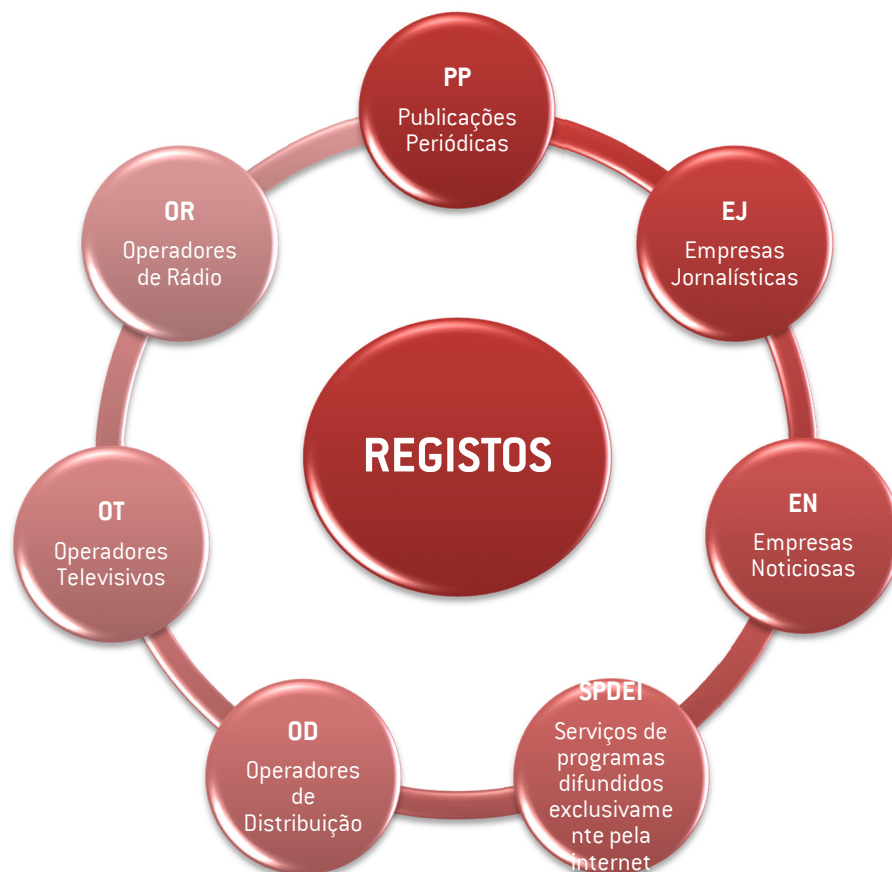 PP
Publicações
Periódicas
EJ
Empresas
Jornalísticas
EN
Empresas
Noticiosas
SPDEI
Serviços de
programas
difundidos
exclusivame
nte pela
internet
OD
Operadores
de
Distribuição
OT
Operadores
Televisivos
OR
Operadores
de Rádio
REGISTOS